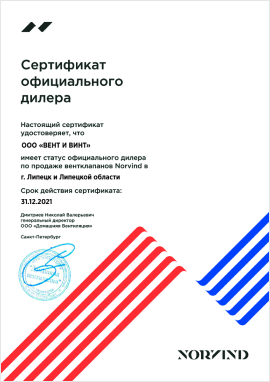 Сертификат
официального
дилера
Настоящий сертификат
удостоверяет, что
ООО «ВЕНТ И ВИНТ»
имеет статус официального дилера
по продаже вентклапанов Norvind в
г. Липецк и Липецкой области
Срок действия сертификата:
31.12.2021
Дмитриев Николай Валерьевич
генеральный директор
ООО «Домашняя Вентиляция»
Санкт-Петербург
NORVIND